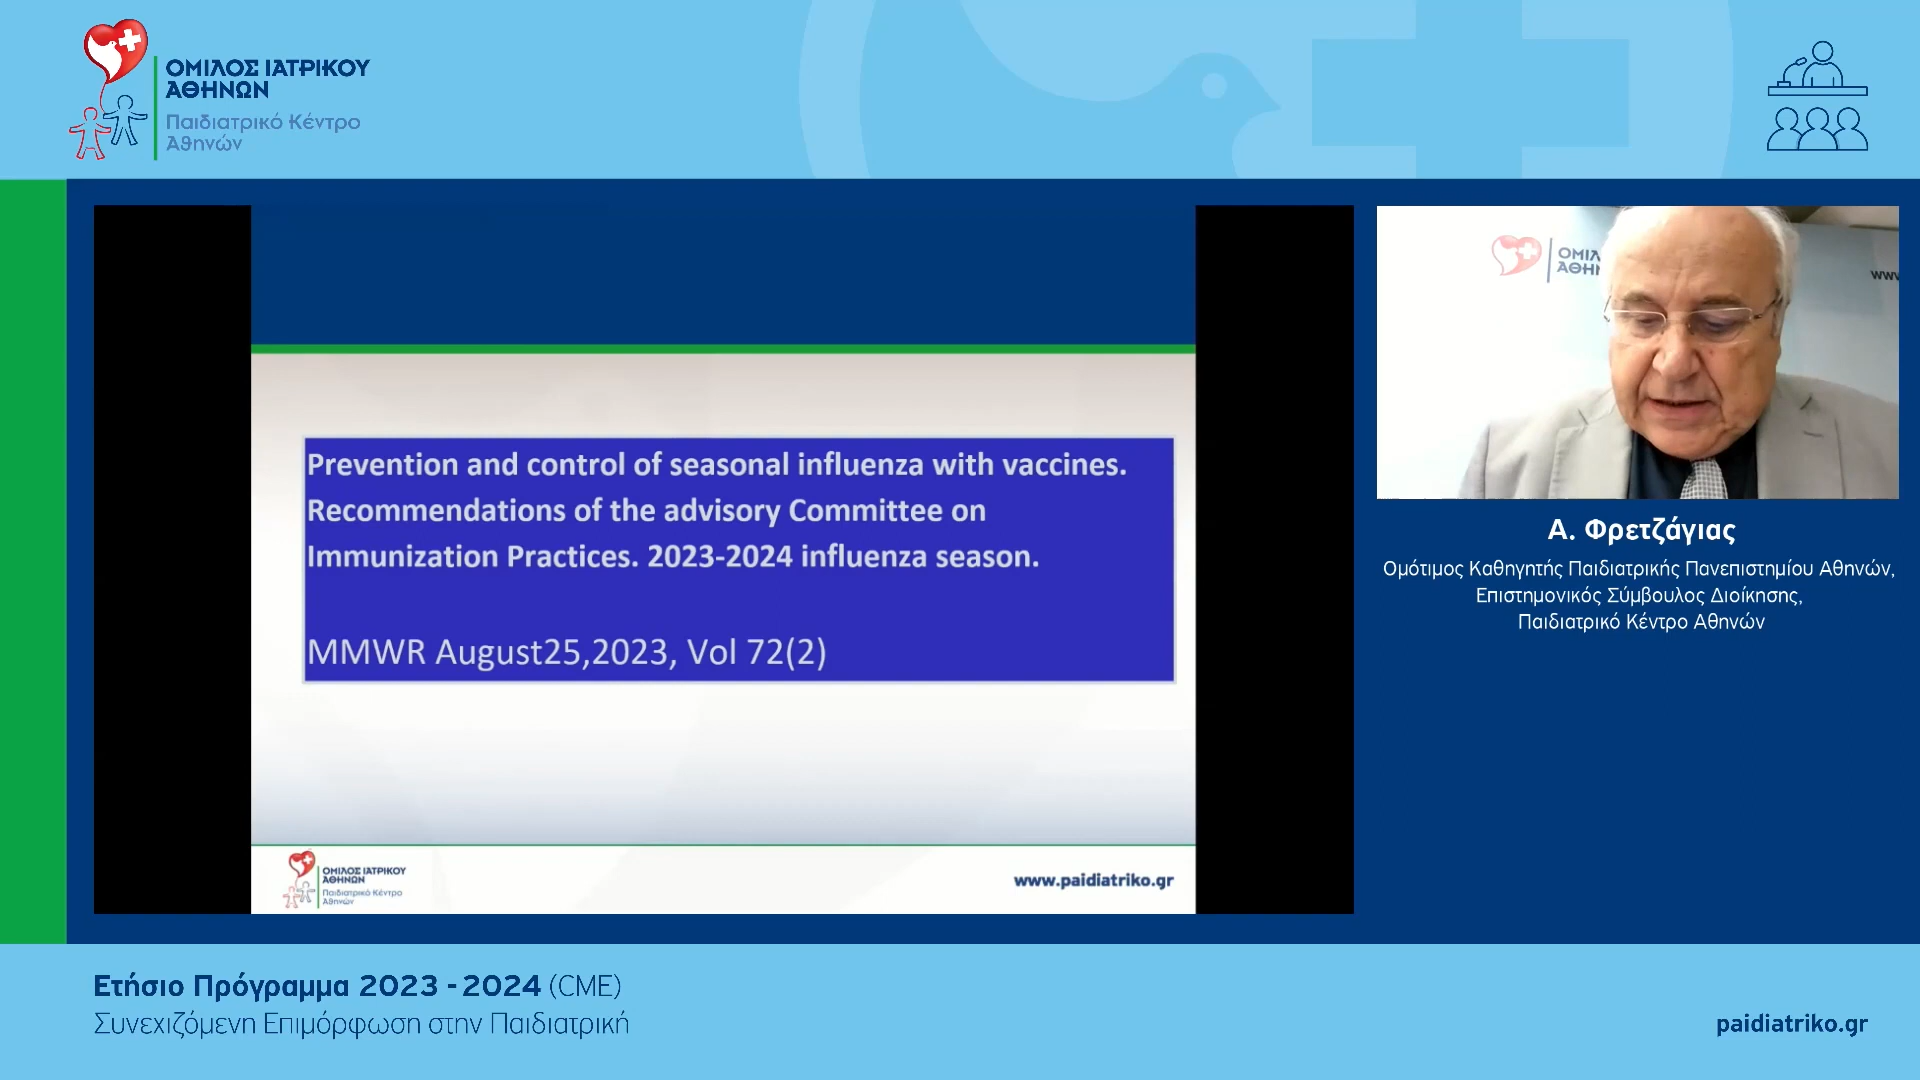 ΟΜΙΛΟΣ ΙΑΤΡΙΚΟΥ
ΑΘΗΝΩΝ
Παιδιατρικό Κέντρο
Αθηνών
Prevention and control of seasonal influenza with vaccines.
Recommendations of the advisory Committee on
Immunization Practices. 2023-2024 influenza season.
MMWR August25,2023, Vol 72(2)
ΟΜΙΛΟΣ ΙΑΤΡΙΚΟΥ
ΑΘΗΝΩΝ
Παιδιατρικό Κέντρο
Αθηνών
www.paidiatriko.gr
Α. Φρετζάγιας
Ομότιμος Καθηγητής Παιδιατρικής Πανεπιστημίου Αθηνών,
Επιστημονικός Σύμβουλος Διοίκησης,
Παιδιατρικό Κέντρο Αθηνών
Ετήσιο Πρόγραμμα 2023 - 2024 (CME)
Συνεχιζόμενη Επιμόρφωση στην Παιδιατρική
paidiatriko.gr